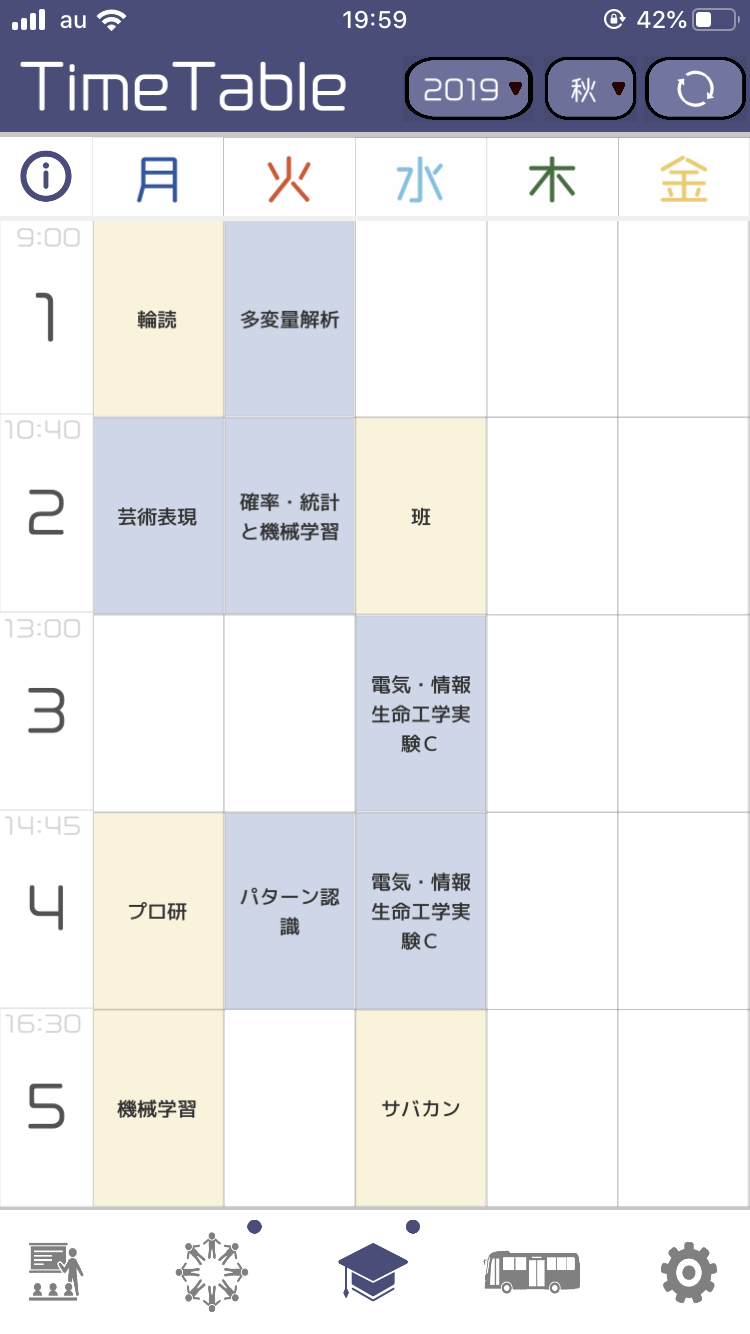 au 19:59 42%
TimeTable 2019 秋
月 火 水 木 金
9:00
1 輪読 多変量解析
10:40
2 芸術表現 確率・統計
と機械学習 班
13:00
3 電気・情報
生命工学実
験C
14:45
4 プロ研 パターン認
識 電気・情報
生命工学実
験C
16:30
5 機械学習 サバカン